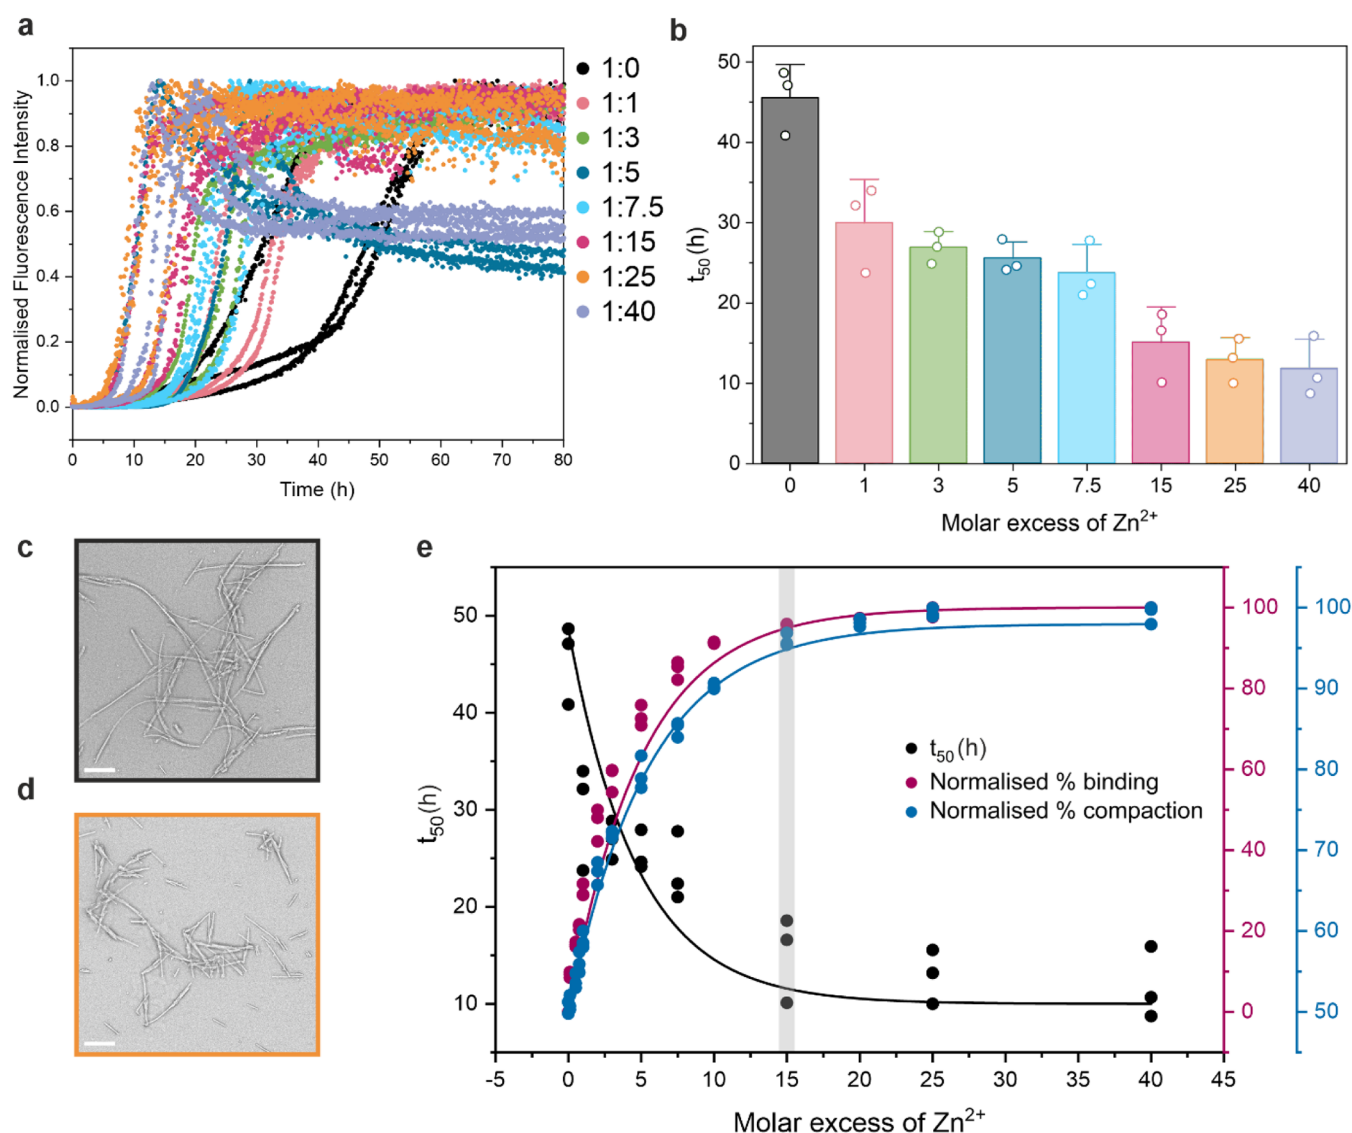 a
Normalised Fluorescence Intensity
1.0
0.8
0.6
0.4
0.2
0.0
0 10 20 30 40 50 60 70 80
Time (h)
1:0
1:1
1:3
1:5
1:7.5
1:15
1:25
1:40
b
t₅₀(h)
50
40
30
20
10
0
0 1 3 5 7.5 15 25 40
Molar excess of Zn²⁺
c
d
e
t₅₀(h)
50
40
30
20
10
-5 0 5 10 15 20 25 30 35 40 45
Molar excess of Zn²⁺
t₅₀(h)
Normalised % binding
Normalised % compaction
100
80
60
40
20
0
100
90
80
70
60
50